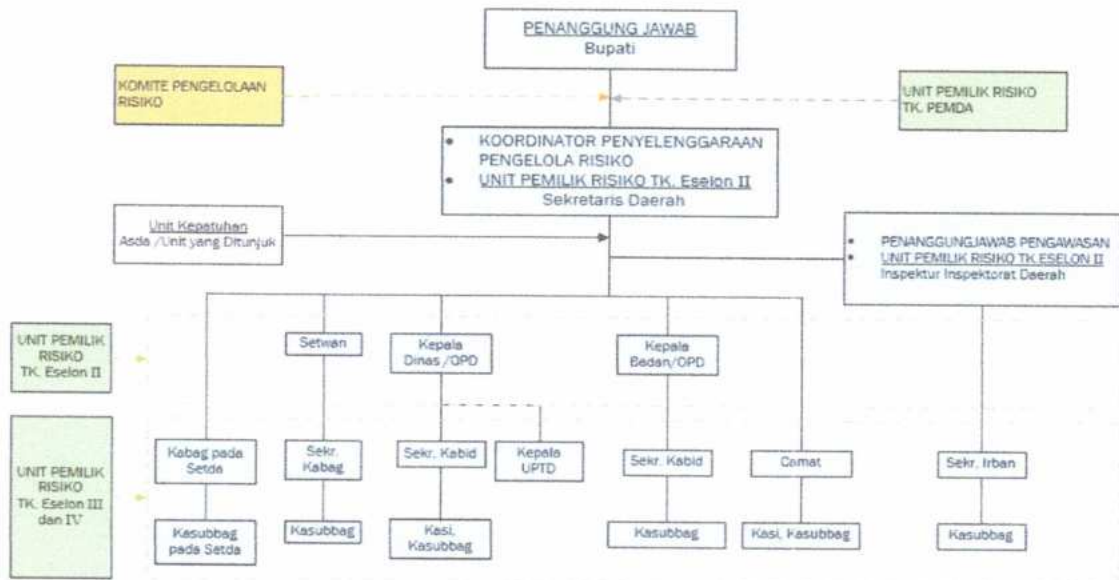 PENANGGUNG JAWAB
Bupati
KOMITE PENGELOLAAN
RISIKO
UNIT PEMILIK RISIKO
TK. PEMDA
• KOORDINATOR PENYELENGGARAAN
PENGELOLA RISIKO
• UNIT PEMILIK RISIKO TK. Eselon II
Sekretaris Daerah
Unit Kepatuhan
Asda /Unit yang Ditunjuk
• PENANGGUNGJAWAB PENGAWASAN
• UNIT PEMILIK RISIKO TK.ESELON II
Inspektur Inspektorat Daerah
UNIT PEMILIK
RISIKO
TK. Eselon II
Setwan
Kepala
Dinas /OPD
Kepala
Badan/OPD
UNIT PEMILIK
RISIKO
TK. Eselon III
dan IV
Kabag pada
Setda
Sekr.
Kabag
Sekr. Kabid
Kepala
UPTD
Sekr. Kabid
Camat
Sekr. Irban
Kasubbag
pada Setda
Kasubbag
Kasi,
Kasubbag
Kasubbag
Kasi, Kasubbag
Kasubbag